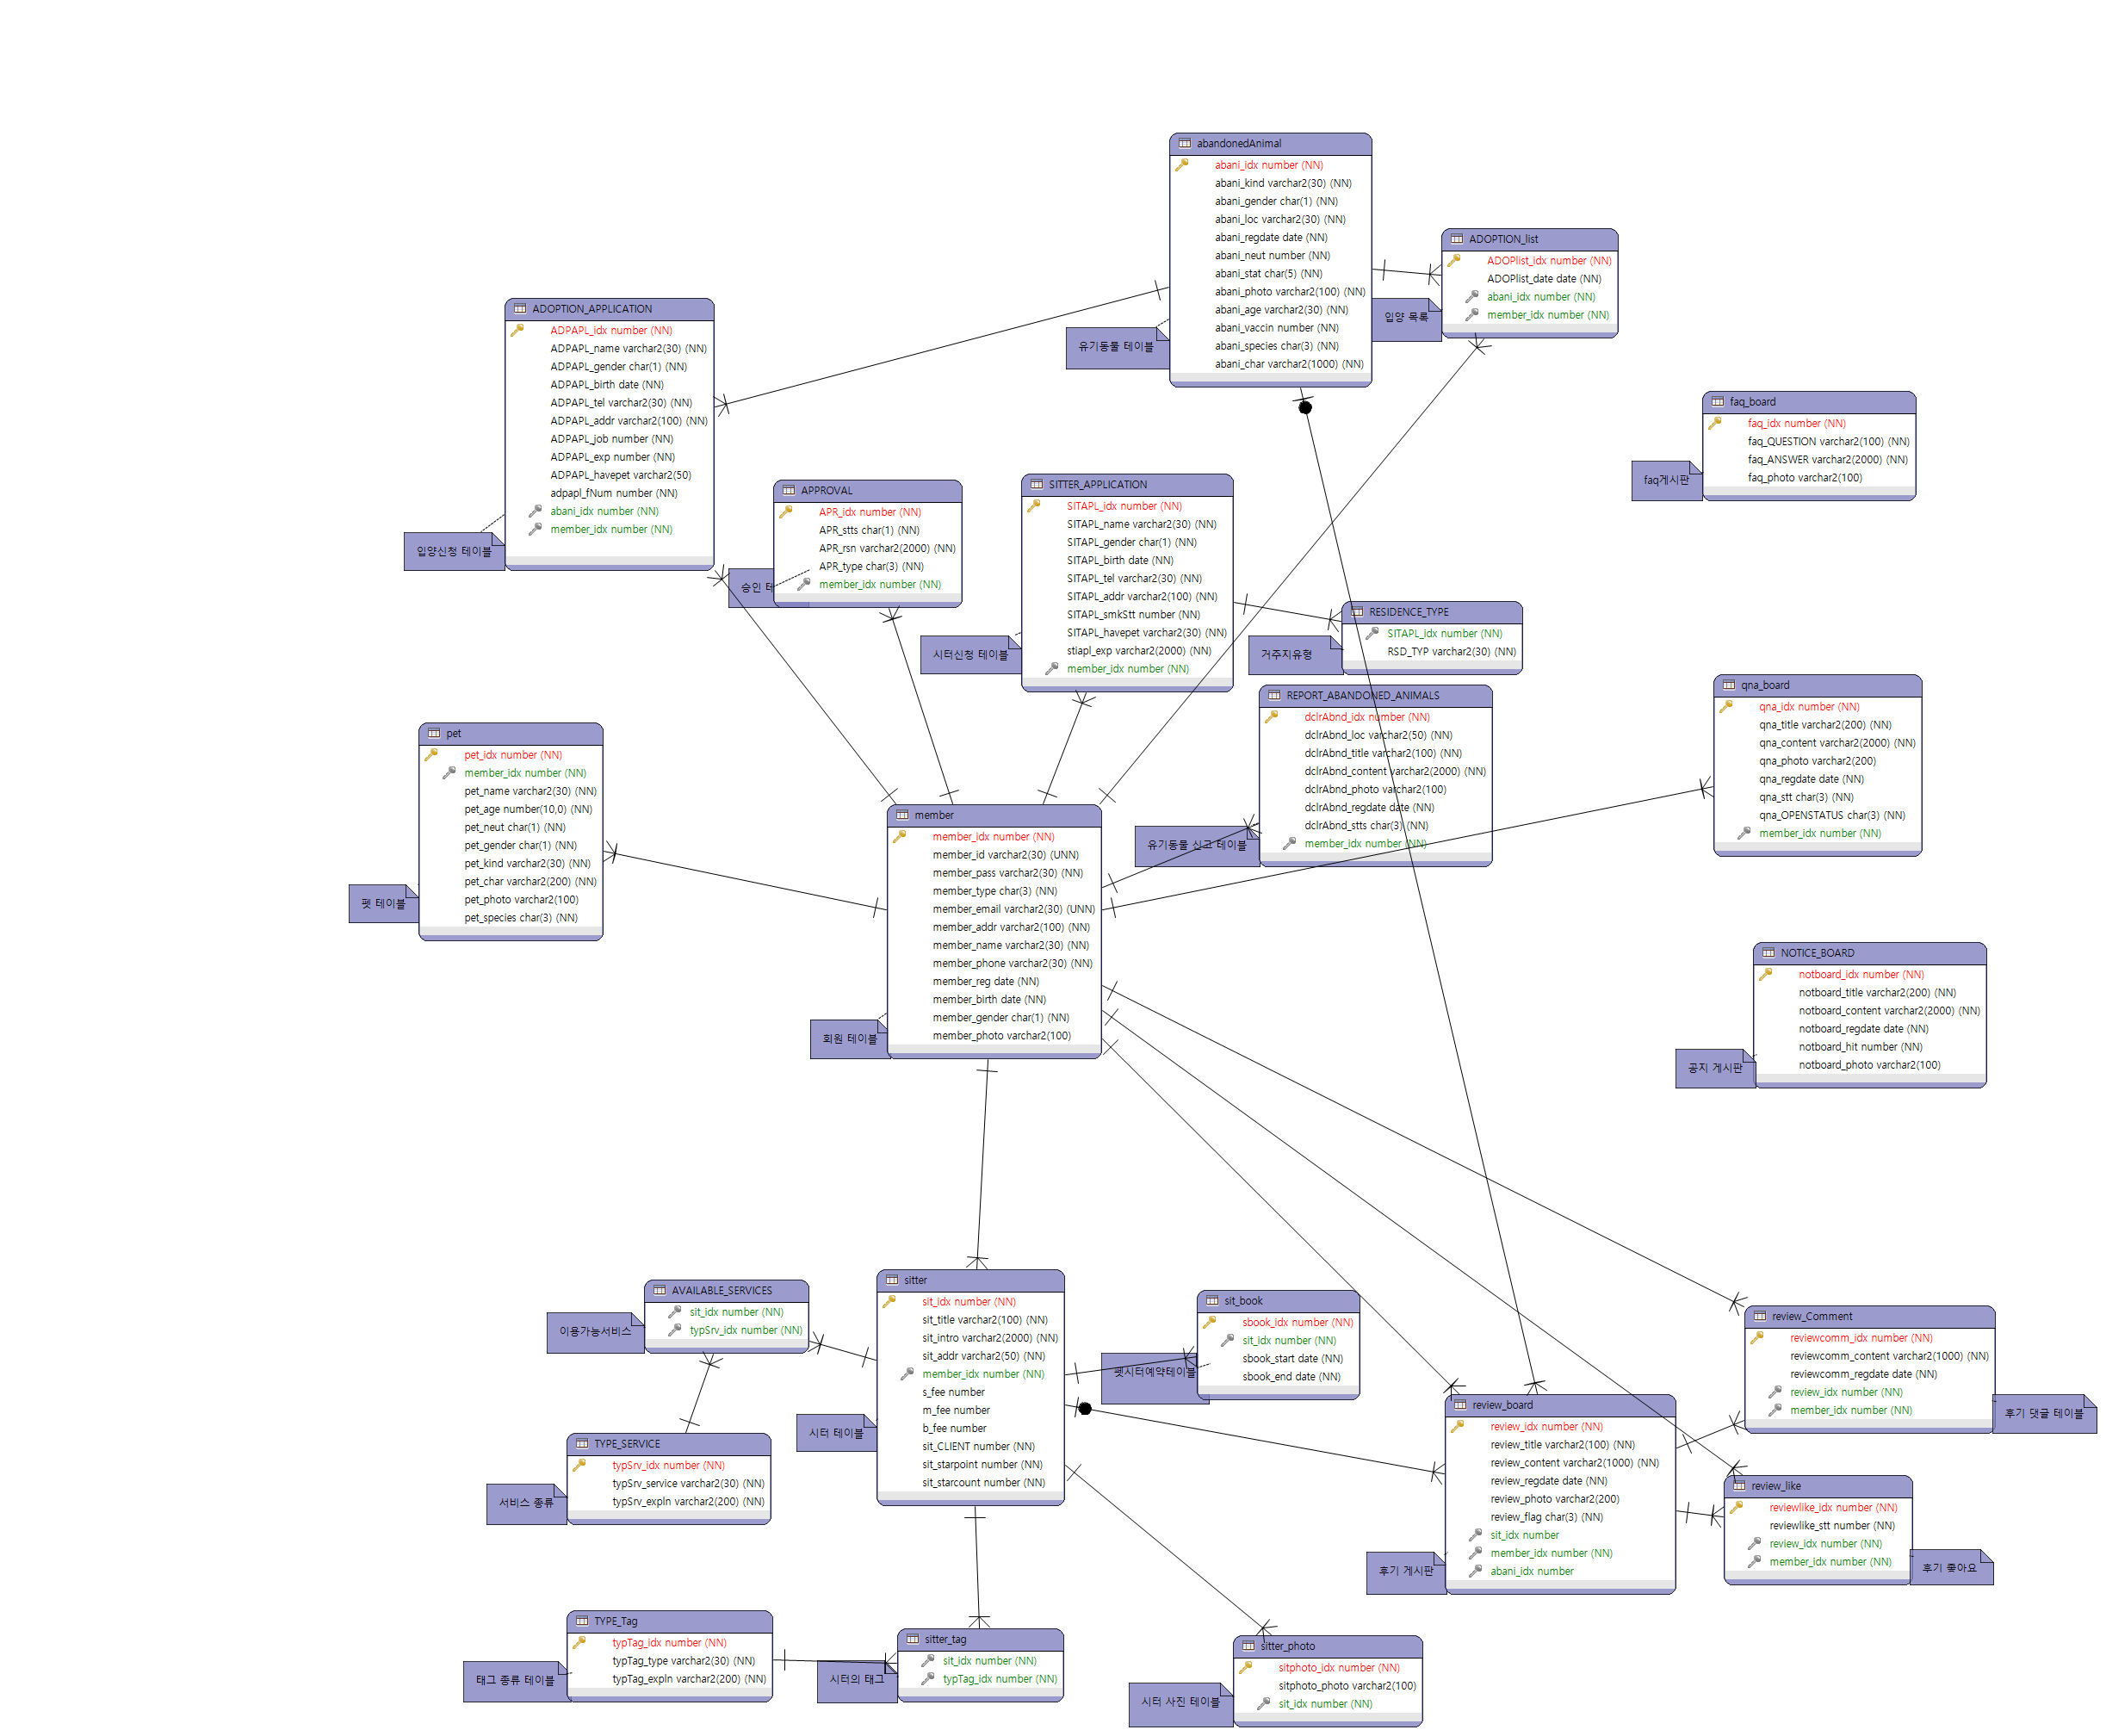 abandonedAnimal
abani_idx number (NN)
abani_kind varchar2(30) (NN)
abani_gender char(1) (NN)
abani_loc varchar2(30) (NN)
abani_regdate date (NN)
abani_neut number (NN)
abani_stat char(5) (NN)
abani_photo varchar2(100) (NN)
abani_age varchar2(30) (NN)
abani_vaccin number (NN)
abani_species char(3) (NN)
abani_char varchar2(1000) (NN)
유기동물 테이블
ADOPTION_list
ADOPlist_idx number (NN)
ADOPlist_date date (NN)
abani_idx number (NN)
member_idx number (NN)
입양 목록
ADOPTION_APPLICATION
ADPAPL_idx number (NN)
ADPAPL_name varchar2(30) (NN)
ADPAPL_gender char(1) (NN)
ADPAPL_birth date (NN)
ADPAPL_tel varchar2(30) (NN)
ADPAPL_addr varchar2(100) (NN)
ADPAPL_job number (NN)
ADPAPL_exp number (NN)
ADPAPL_havepet varchar2(50)
adpapl_fNum number (NN)
abani_idx number (NN)
member_idx number (NN)
입양신청 테이블
faq_board
faq_idx number (NN)
faq_QUESTION varchar2(100) (NN)
faq_ANSWER varchar2(2000) (NN)
faq_photo varchar2(100)
faq게시판
APPROVAL
APR_idx number (NN)
APR_stts char(1) (NN)
APR_rsn varchar2(2000) (NN)
APR_type char(3) (NN)
member_idx number (NN)
승인
SITTER_APPLICATION
SITAPL_idx number (NN)
SITAPL_name varchar2(30) (NN)
SITAPL_gender char(1) (NN)
SITAPL_birth date (NN)
SITAPL_tel varchar2(30) (NN)
SITAPL_addr varchar2(100) (NN)
SITAPL_smkStt number (NN)
SITAPL_havepet varchar2(30) (NN)
stiapl_exp varchar2(2000) (NN)
member_idx number (NN)
시터신청 테이블
RESIDENCE_TYPE
SITAPL_idx number (NN)
RSD_TYP varchar2(30) (NN)
거주지유형
REPORT_ABANDONED_ANIMALS
dclrAbnd_idx number (NN)
dclrAbnd_loc varchar2(50) (NN)
dclrAbnd_title varchar2(100) (NN)
dclrAbnd_content varchar2(2000) (NN)
dclrAbnd_photo varchar2(100)
dclrAbnd_regdate date (NN)
dclrAbnd_stts char(3) (NN)
member_idx number (NN)
유기동물 신고 테이블
qna_board
qna_idx number (NN)
qna_title varchar2(200) (NN)
qna_content varchar2(2000) (NN)
qna_photo varchar2(200)
qna_regdate date (NN)
qna_stt char(3) (NN)
qna_OPENSTATUS char(3) (NN)
member_idx number (NN)
pet
pet_idx number (NN)
member_idx number (NN)
pet_name varchar2(30) (NN)
pet_age number(10,0) (NN)
pet_neut char(1) (NN)
pet_gender char(1) (NN)
pet_kind varchar2(30) (NN)
pet_char varchar2(200) (NN)
pet_photo varchar2(100)
pet_species char(3) (NN)
펫 테이블
member
member_idx number (NN)
member_id varchar2(30) (UNN)
member_pass varchar2(30) (NN)
member_type char(3) (NN)
member_email varchar2(30) (UNN)
member_addr varchar2(100) (NN)
member_name varchar2(30) (NN)
member_phone varchar2(30) (NN)
member_reg date (NN)
member_birth date (NN)
member_gender char(1) (NN)
member_photo varchar2(100)
회원 테이블
NOTICE_BOARD
notboard_idx number (NN)
notboard_title varchar2(200) (NN)
notboard_content varchar2(2000) (NN)
notboard_regdate date (NN)
notboard_hit number (NN)
notboard_photo varchar2(100)
공지 게시판
AVAILABLE_SERVICES
sit_idx number (NN)
typSrv_idx number (NN)
이용가능서비스
sitter
sit_idx number (NN)
sit_title varchar2(100) (NN)
sit_intro varchar2(2000) (NN)
sit_addr varchar2(50) (NN)
member_idx number (NN)
s_fee number
m_fee number
b_fee number
sit_CLIENT number (NN)
sit_starpoint number (NN)
sit_starcount number (NN)
시터 테이블
sit_book
sbook_idx number (NN)
sit_idx number (NN)
sbook_start date (NN)
sbook_end date (NN)
펫시터예약테이블
review_Comment
reviewcomm_idx number (NN)
reviewcomm_content varchar2(1000) (NN)
reviewcomm_regdate date (NN)
review_idx number (NN)
member_idx number (NN)
후기 댓글 테이블
TYPE_SERVICE
typSrv_idx number (NN)
typSrv_service varchar2(30) (NN)
typSrv_expln varchar2(200) (NN)
서비스 종류
review_board
review_idx number (NN)
review_title varchar2(100) (NN)
review_content varchar2(1000) (NN)
review_regdate date (NN)
review_photo varchar2(200)
review_flag char(3) (NN)
sit_idx number
member_idx number (NN)
abani_idx number
후기 게시판
review_like
reviewlike_idx number (NN)
reviewlike_stt number (NN)
review_idx number (NN)
member_idx number (NN)
후기 좋아요
TYPE_Tag
typTag_idx number (NN)
typTag_type varchar2(30) (NN)
typTag_expln varchar2(200) (NN)
태그 종류 테이블
sitter_tag
sit_idx number (NN)
typTag_idx number (NN)
시터의 태그
sitter_photo
sitphoto_idx number (NN)
sitphoto_photo varchar2(100)
sit_idx number (NN)
시터 사진 테이블